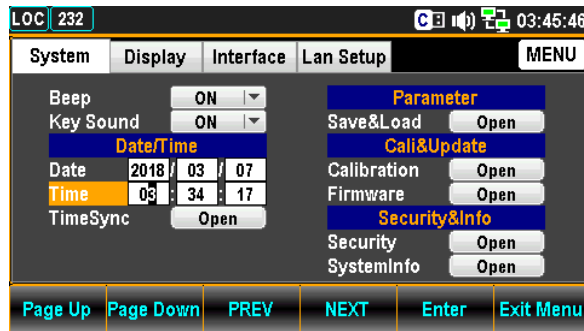 LOC 232 C 03:45:46
System Display Interface Lan Setup MENU
Beep ON Parameter
Key Sound ON Save&Load Open
Date/Time Cali&Update
Date 2018 / 03 / 07 Calibration Open
Time 03 : 34 : 17 Firmware Open
TimeSync Open Security&Info
Security Open
SystemInfo Open
Page Up Page Down PREV NEXT Enter Exit Menu